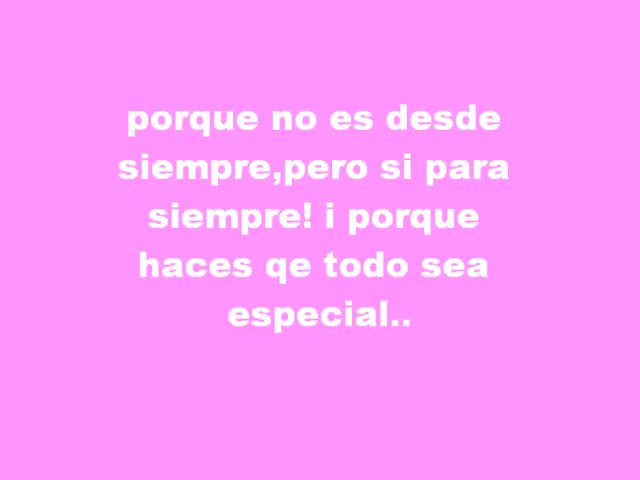 porque no es desde
siempre,pero si para
siempre! i porque
haces qe todo sea
especial..